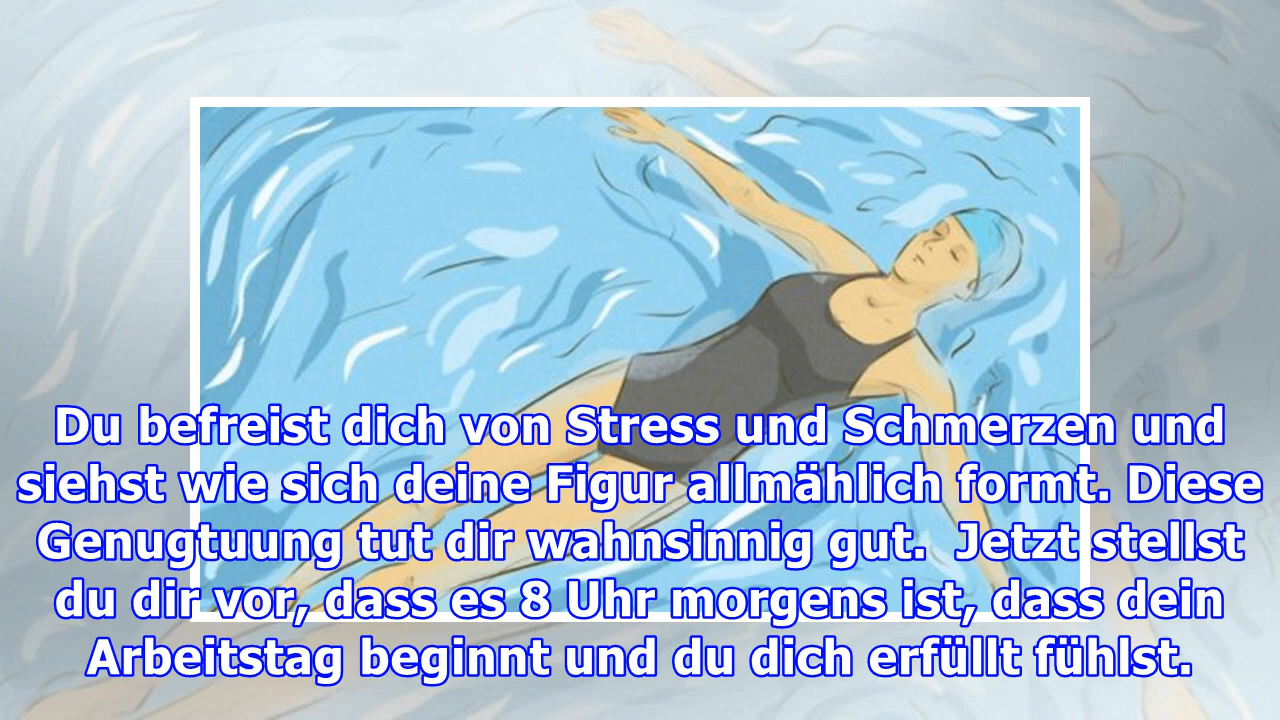 Du befreist dich von Stress und Schmerzen und
siehst wie sich deine Figur allmählich formt. Diese
Genugtuung tut dir wahnsinnig gut.  Jetzt stellst
du dir vor, dass es 8 Uhr morgens ist, dass dein
Arbeitstag beginnt und du dich erfüllt fühlst.